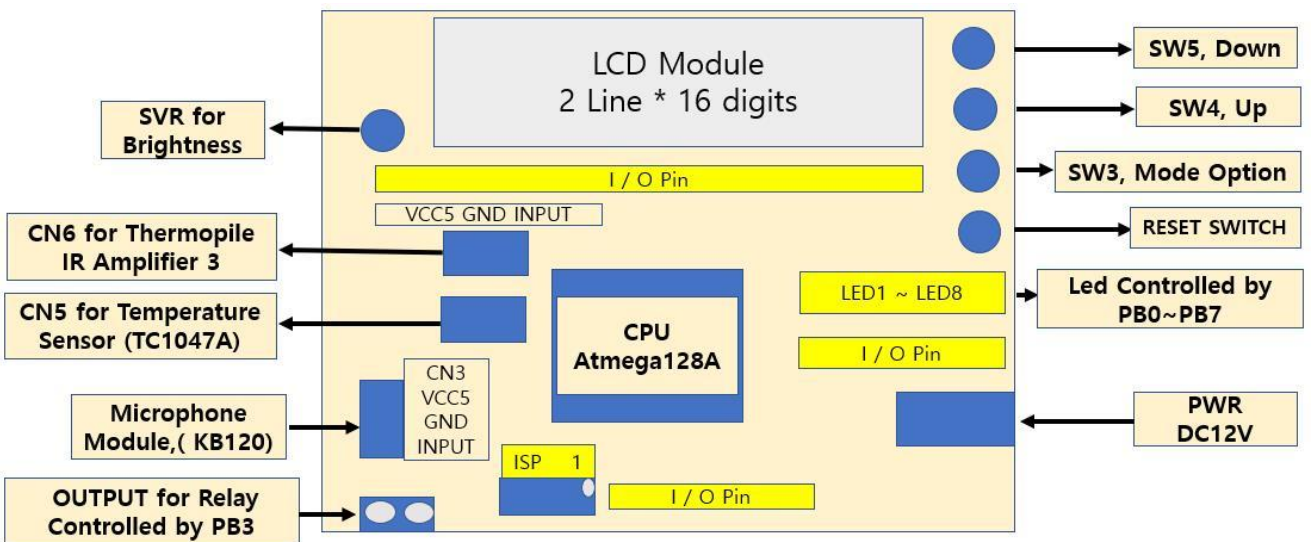 LCD Module
2 Line * 16 digits
SVR for
Brightness
I / O Pin
VCC5 GND INPUT
CN6 for Thermopile
IR Amplifier 3
CN5 for Temperature
Sensor (TC1047A)
CN3
VCC5
GND
INPUT
Microphone
Module,( KB120)
OUTPUT for Relay
Controlled by PB3
CPU
Atmega128A
ISP 1
I / O Pin
LED1 ~ LED8
I / O Pin
SW5, Down
SW4, Up
SW3, Mode Option
RESET SWITCH
Led Controlled by
PB0~PB7
PWR
DC12V